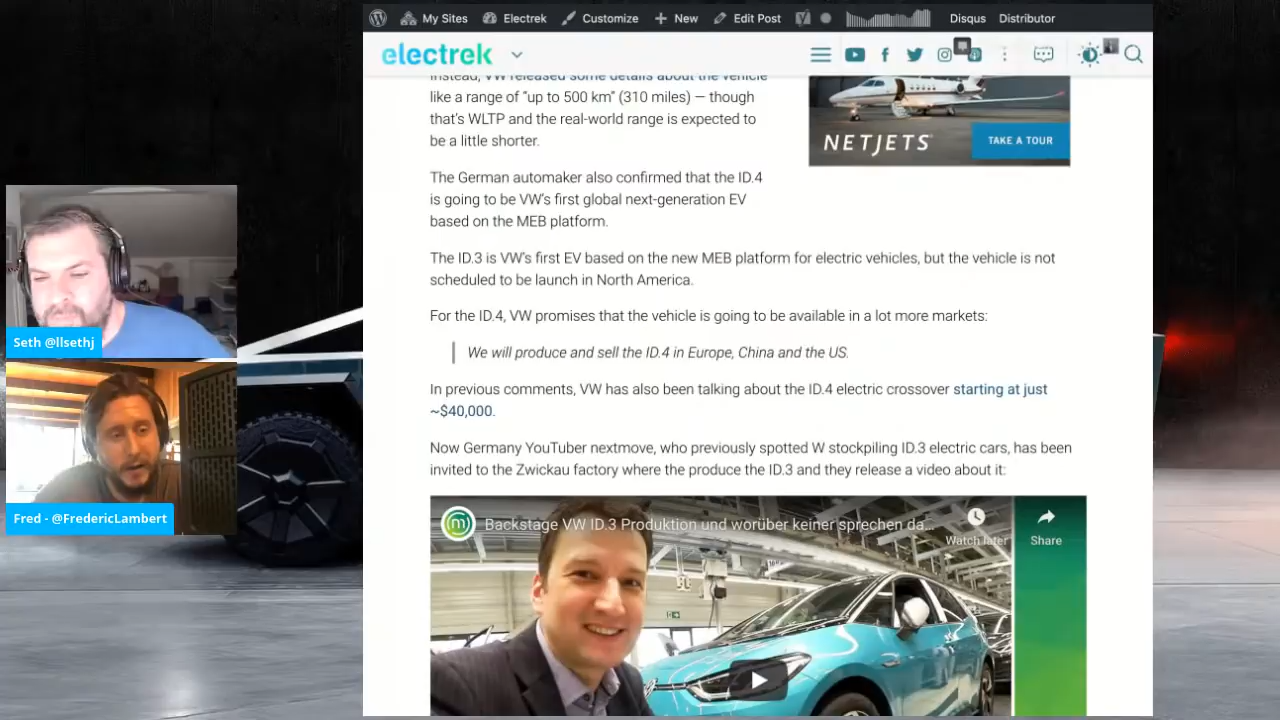 My Sites
Electrek
Customize
New
Edit Post
Disqus
Distributor
electrek
Instead, VW released some details about the vehicle
like a range of “up to 500 km” (310 miles) — though
that’s WLTP and the real-world range is expected to
be a little shorter.
NETJETS
TAKE A TOUR
The German automaker also confirmed that the ID.4
is going to be VW’s first global next-generation EV
based on the MEB platform.
The ID.3 is VW’s first EV based on the new MEB platform for electric vehicles, but the vehicle is not
scheduled to be launch in North America.
For the ID.4, VW promises that the vehicle is going to be available in a lot more markets:
We will produce and sell the ID.4 in Europe, China and the US.
In previous comments, VW has also been talking about the ID.4 electric crossover starting at just
~$40,000.
Now Germany YouTuber nextmove, who previously spotted W stockpiling ID.3 electric cars, has been
invited to the Zwickau factory where the produce the ID.3 and they release a video about it:
Backstage VW ID.3 Produktion und worüber keiner sprechen da...
Watch later
Share
Seth @llsethj
Fred - @FredericLambert